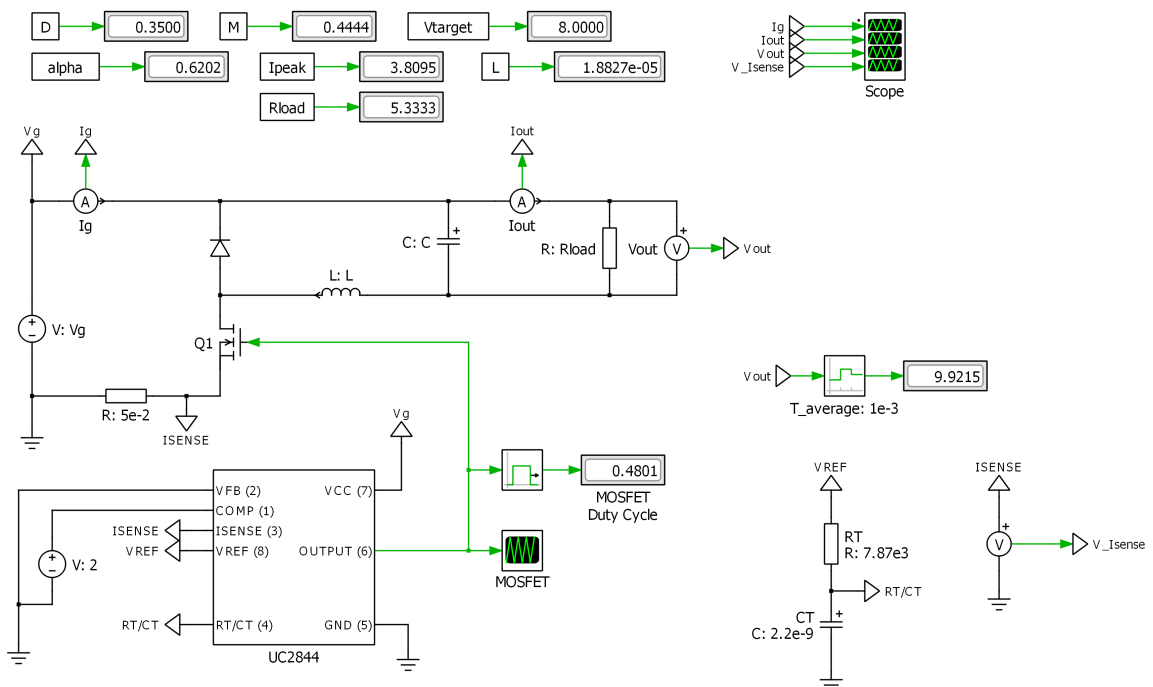 D
0.3500
M
0.4444
Vtarget
8.0000
alpha
0.6202
Ipeak
3.8095
L
1.8827e-05
Rload
5.3333
Ig
Iout
Vout
V_Isense
Scope
Vg
Ig
Iout
A
Ig
A
Iout
C: C
R: Rload
Vout
V
Vout
L: L
V: Vg
Q1
R: 5e-2
ISENSE
Vg
Vout
9.9215
T_average: 1e-3
VFB (2)
VCC (7)
COMP (1)
ISENSE
ISENSE (3)
VREF
VREF (8)
OUTPUT (6)
V: 2
RT/CT
RT/CT (4)
GND (5)
UC2844
0.4801
MOSFET
Duty Cycle
MOSFET
VREF
RT
R: 7.87e3
RT/CT
CT
C: 2.2e-9
ISENSE
V
V_Isense